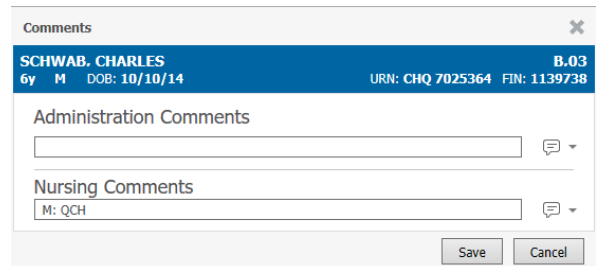 Comments
SCHWAB, CHARLES B.03
6y M DOB: 10/10/14 URN: CHQ 7025364 FIN: 1139738
Administration Comments
Nursing Comments
M: QCH
Save Cancel